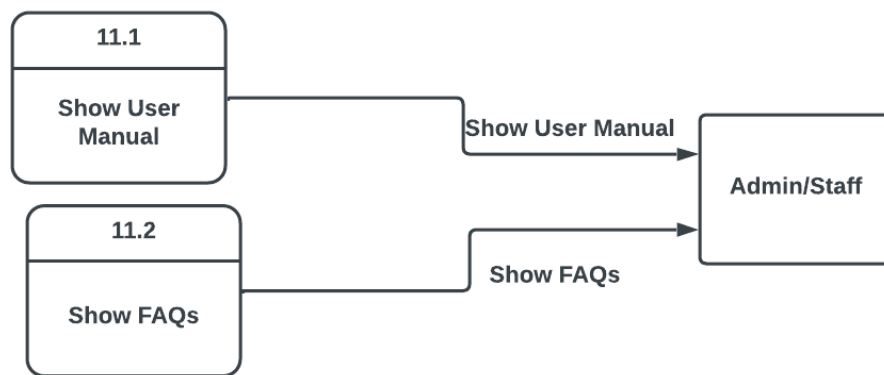 11.1
Show User
Manual
Show User Manual
Admin/Staff
11.2
Show FAQs
Show FAQs